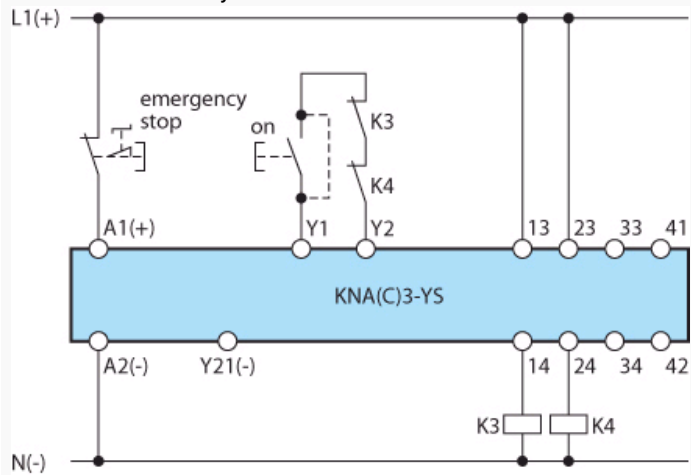 L1(+)
emergency
stop
on
K3
K4
A1(+)
Y1
Y2
13
23
33
41
KNA(C)3-YS
A2(-)
Y21(-)
14
24
34
42
K3
K4
N(-)